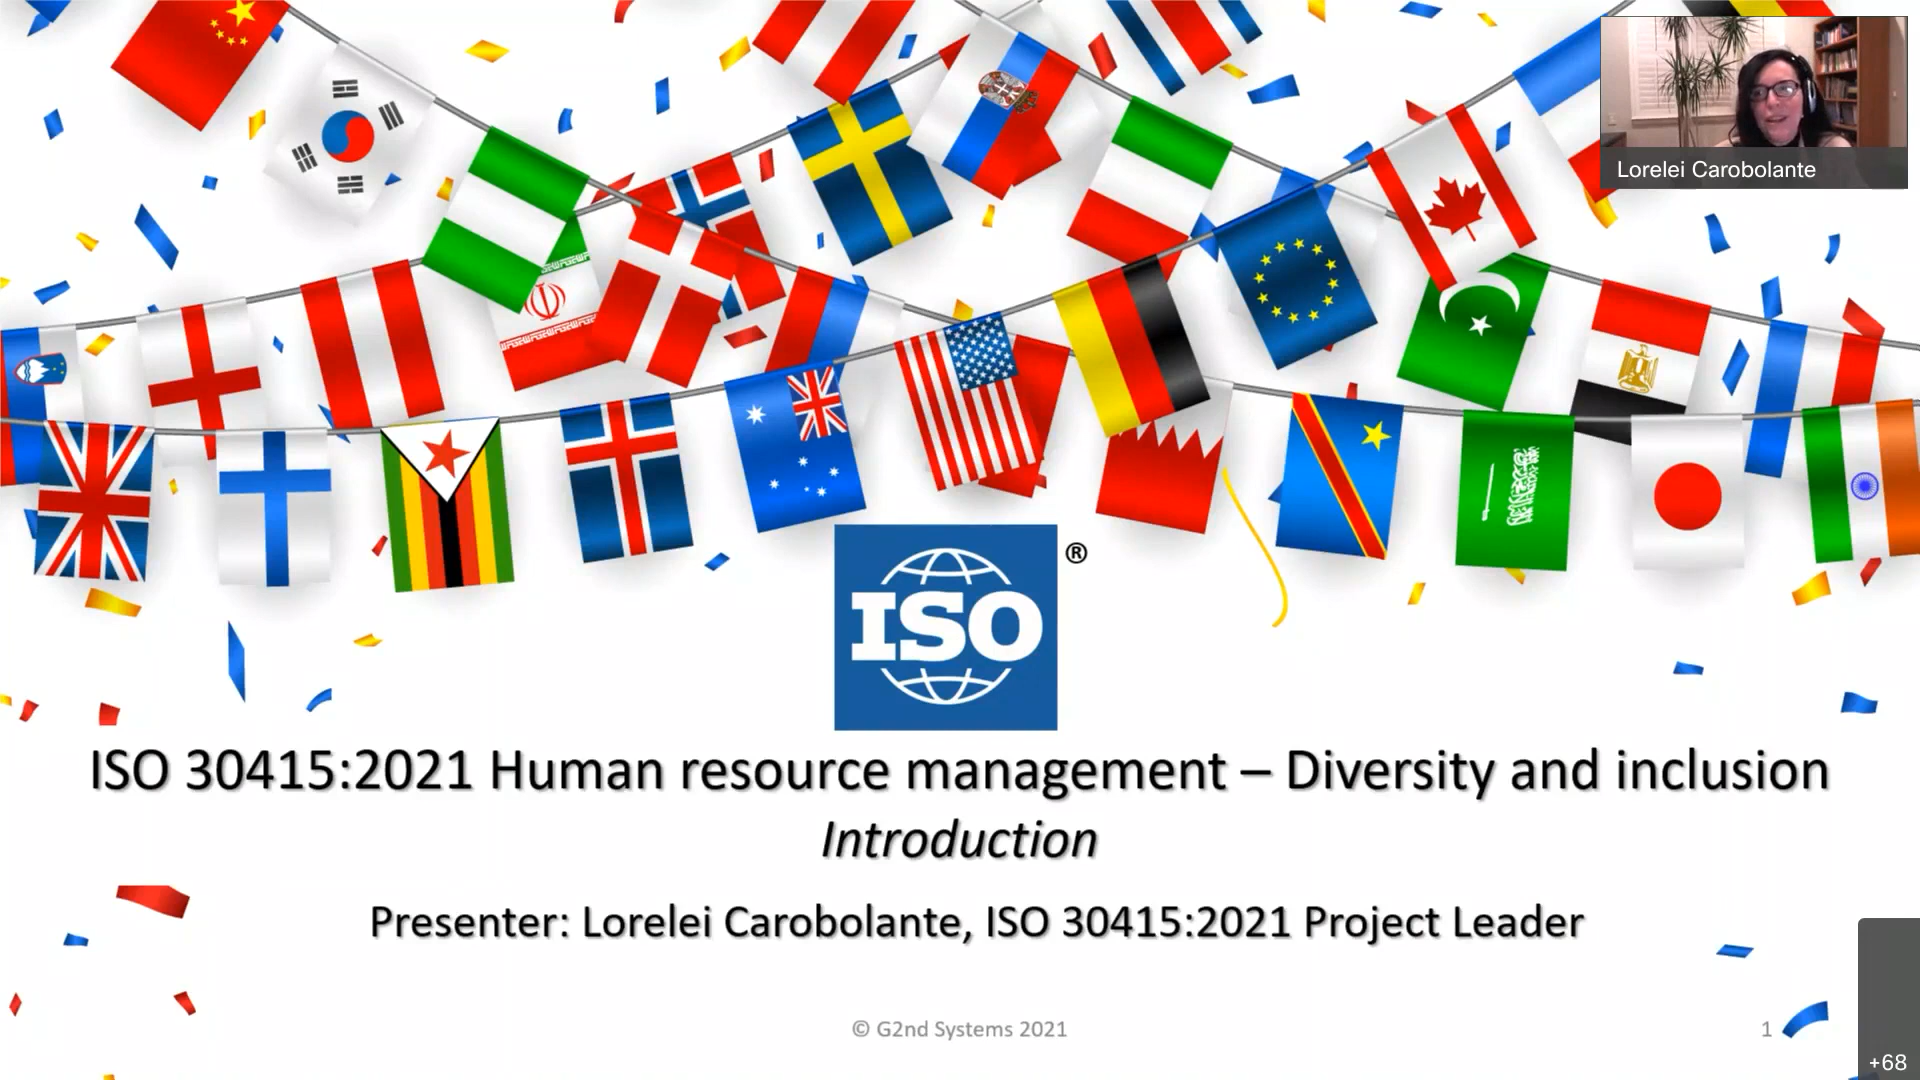 Lorelei Carobolante
ISO
®
ISO 30415:2021 Human resource management – Diversity and inclusion
Introduction
Presenter: Lorelei Carobolante, ISO 30415:2021 Project Leader
© G2nd Systems 2021
1
+68